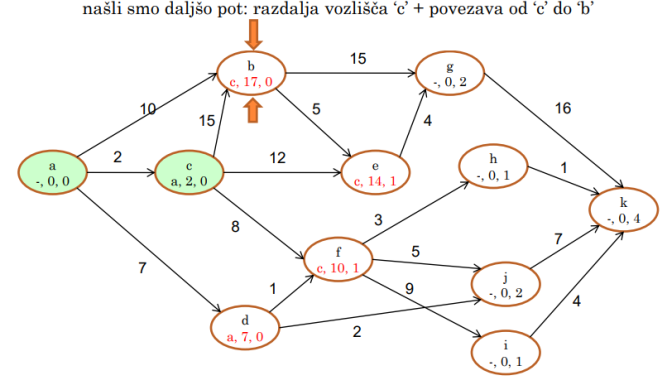 našli smo daljšo pot: razdalja vozlišča ‘c’ + povezava od ‘c’ do ‘b’
b
c, 17, 0
15
g
-, 0, 2
10
15
5
4
16
a
-, 0, 0
2
c
a, 2, 0
12
e
c, 14, 1
h
-, 0, 1
1
k
-, 0, 4
8
3
7
f
c, 10, 1
5
7
1
9
j
-, 0, 2
4
d
a, 7, 0
2
i
-, 0, 1